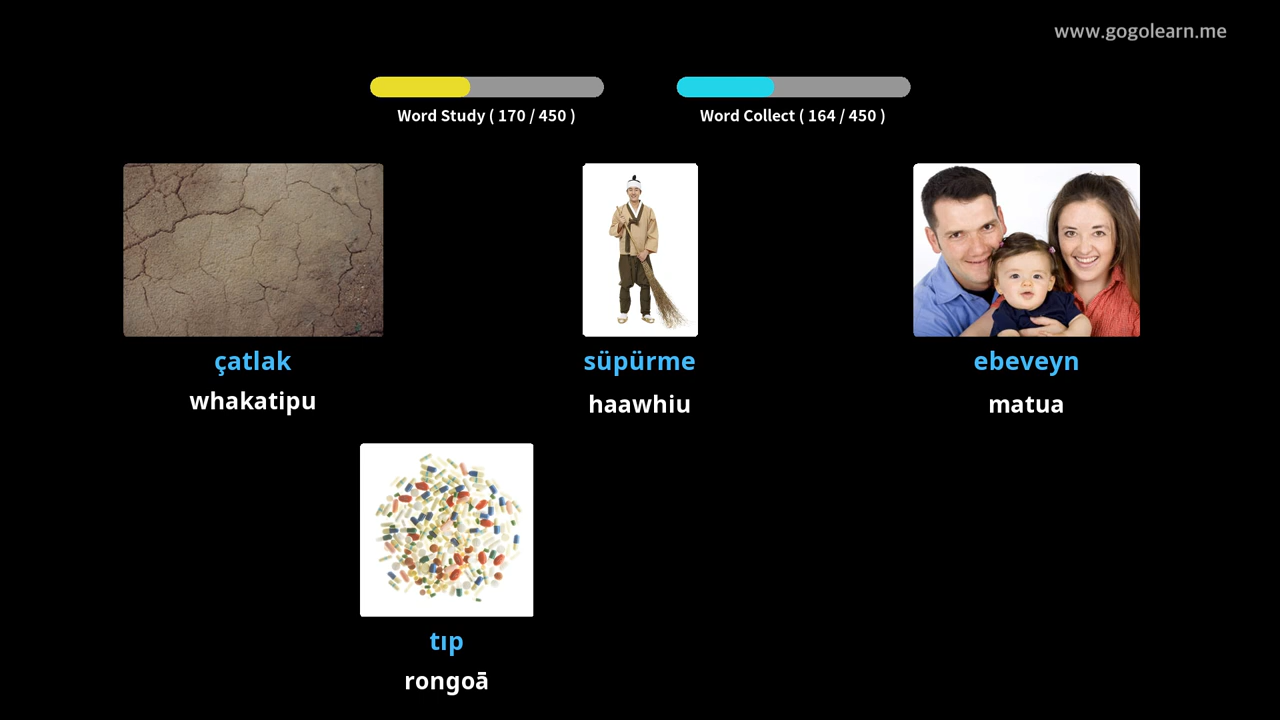 www.gogolearn.me
Word Study ( 170 / 450 )
Word Collect ( 164 / 450 )
çatlak
süpürme
ebeveyn
whakatipu
haawhiu
matua
tıp
rongoā